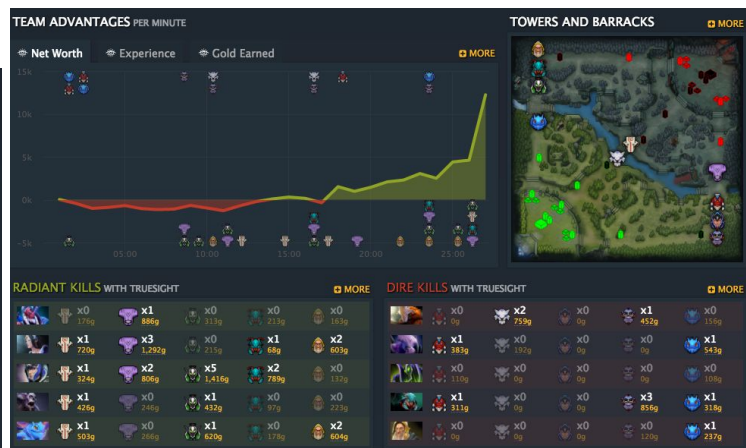 TEAM ADVANTAGES PER MINUTE
Net Worth Experience Gold Earned MORE
15k
10k
5k
0k
-5k
05:00 10:00 15:00 20:00 25:00
TOWERS AND BARRACKS MORE
RADIANT KILLS WITH TRUESIGHT MORE
x0 x1 x0 x0 x0
176g 886g 313g 213g 163g
x1 x3 x0 x1 x2
720g 1,292g 215g 68g 603g
x1 x2 x5 x2 x0
324g 806g 1,416g 789g 132g
x1 x0 x1 x0 x0
426g 246g 432g 97g 223g
x1 x0 x1 x0 x2
503g 266g 620g 178g 604g
DIRE KILLS WITH TRUESIGHT MORE
x0 x2 x0 x1 x0
0g 759g 0g 452g 156g
x1 x0 x0 x0 x1
383g 192g 0g 0g 543g
x0 x0 x0 x0 x0
110g 0g 0g 0g 108g
x1 x0 x0 x3 x1
311g 0g 0g 856g 318g
x0 x0 x0 x0 x1
0g 0g 0g 120g 237g